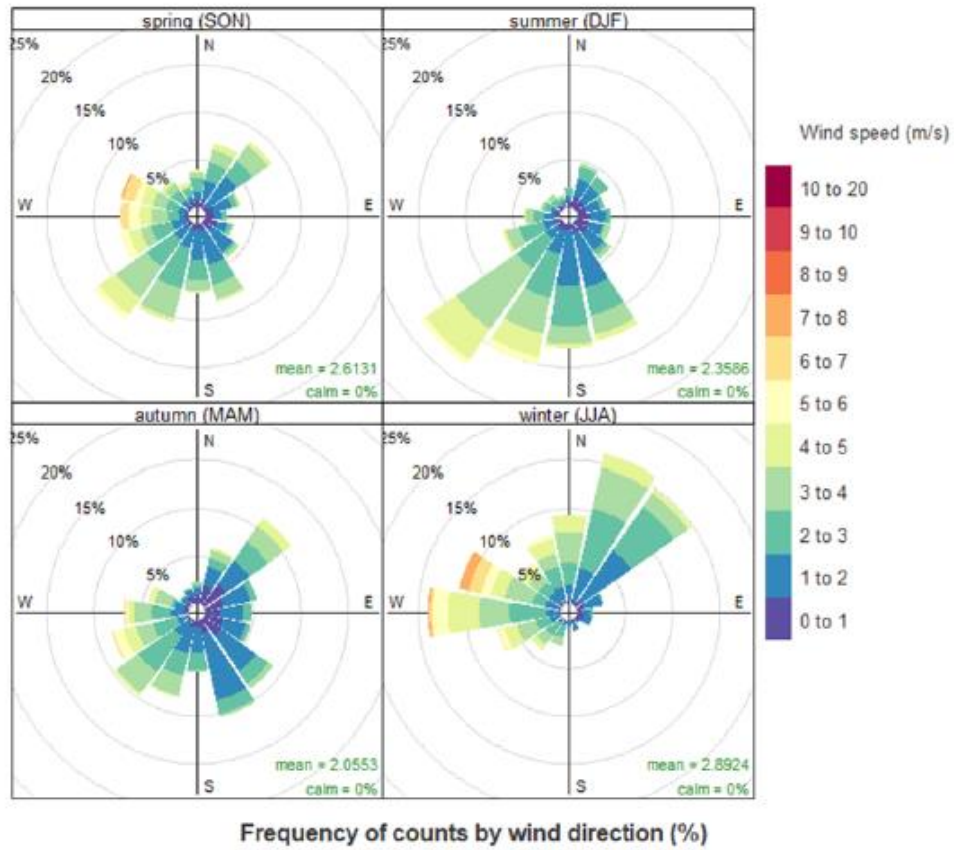 spring (SON)
summer (DJF)
25%
20%
15%
10%
5%
N
W
E
S
mean = 2.6131
calm = 0%
25%
20%
15%
10%
5%
N
W
E
S
mean = 2.3586
calm = 0%
autumn (MAM)
winter (JJA)
25%
20%
15%
10%
5%
N
W
E
S
mean = 2.0553
calm = 0%
25%
20%
15%
10%
5%
N
W
E
S
mean = 2.8924
calm = 0%
Wind speed (m/s)
10 to 20
9 to 10
8 to 9
7 to 8
6 to 7
5 to 6
4 to 5
3 to 4
2 to 3
1 to 2
0 to 1
Frequency of counts by wind direction (%)